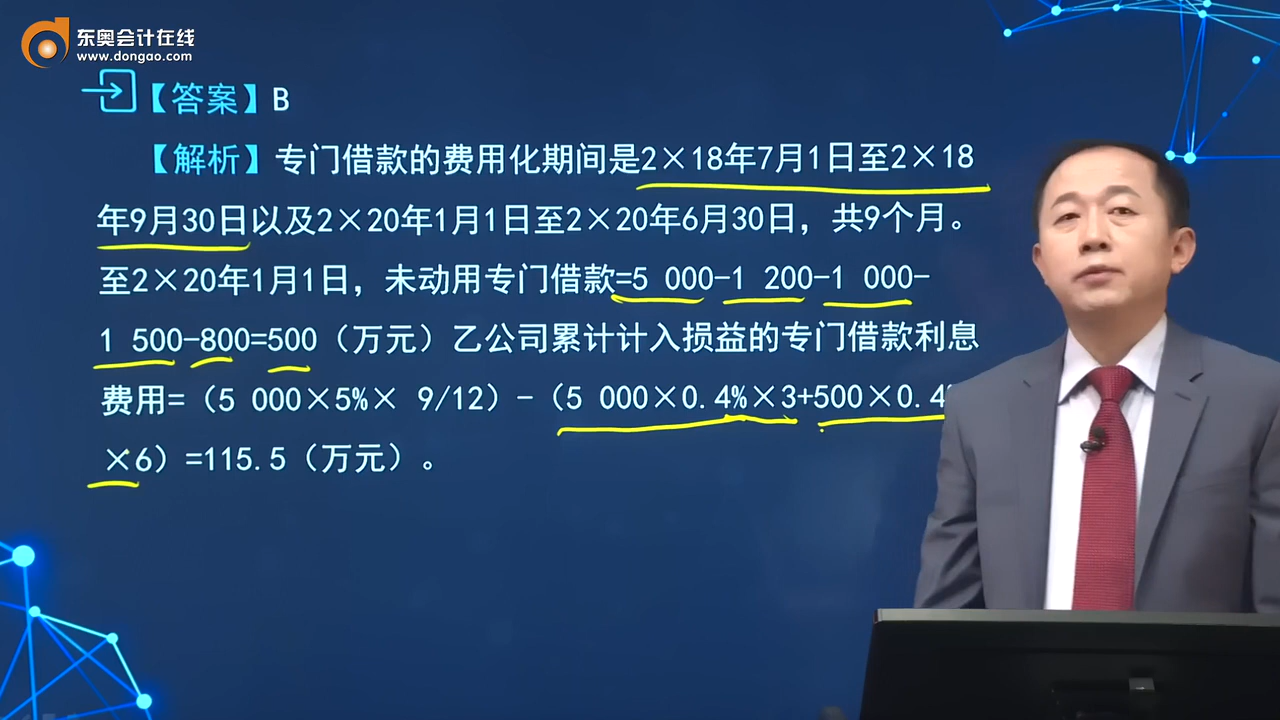 东奥会计在线
www.dongao.com
【答案】B
【解析】专门借款的费用化期间是2×18年7月1日至2×18
年9月30日以及2×20年1月1日至2×20年6月30日，共9个月。
至2×20年1月1日，未动用专门借款=5 000-1 200-1 000-
1 500-800=500（万元）乙公司累计计入损益的专门借款利息
费用=（5 000×5%× 9/12）-（5 000×0.4%×3+500×0.4%
×6）=115.5（万元）。